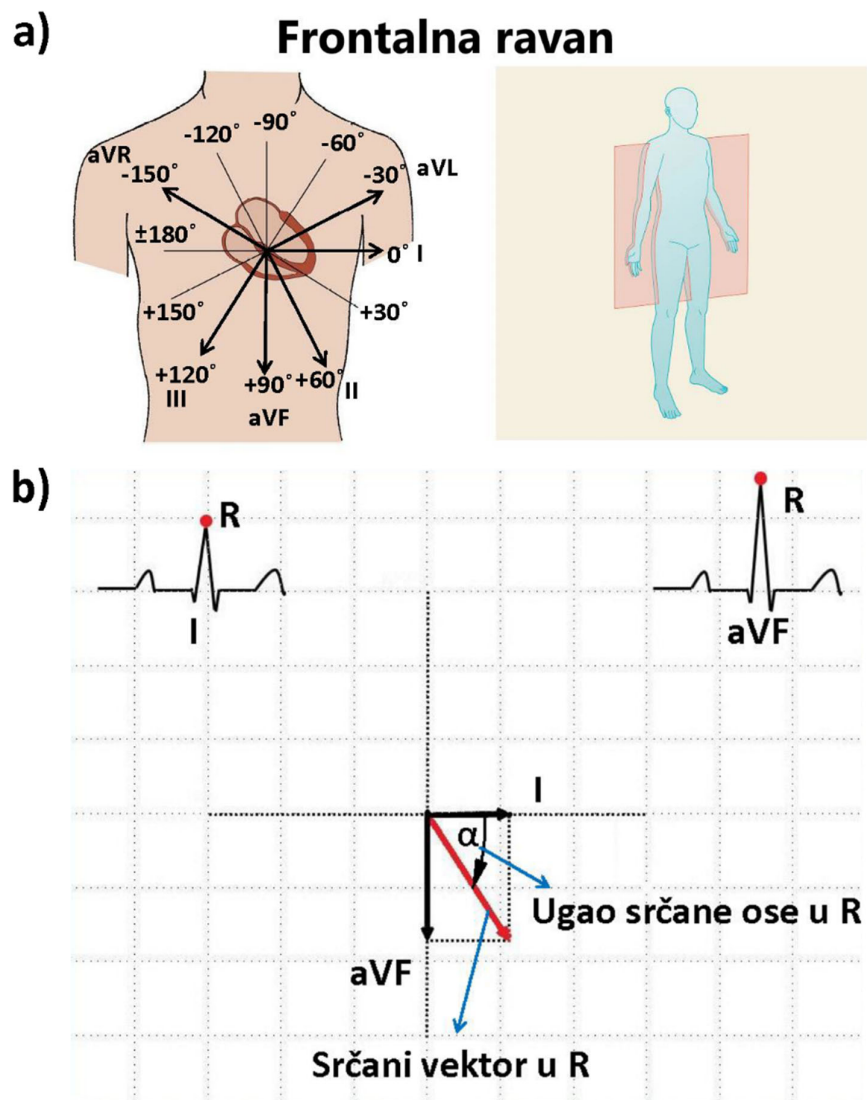 a)
Frontalna ravan
-90°
-120°
-60°
aVR
-150°
-30°
aVL
±180°
0°
I
+150°
+30°
+120°
III
+90°
aVF
+60°
II
b)
R
R
I
aVF
I
α
Ugao srčane ose u R
aVF
Srčani vektor u R